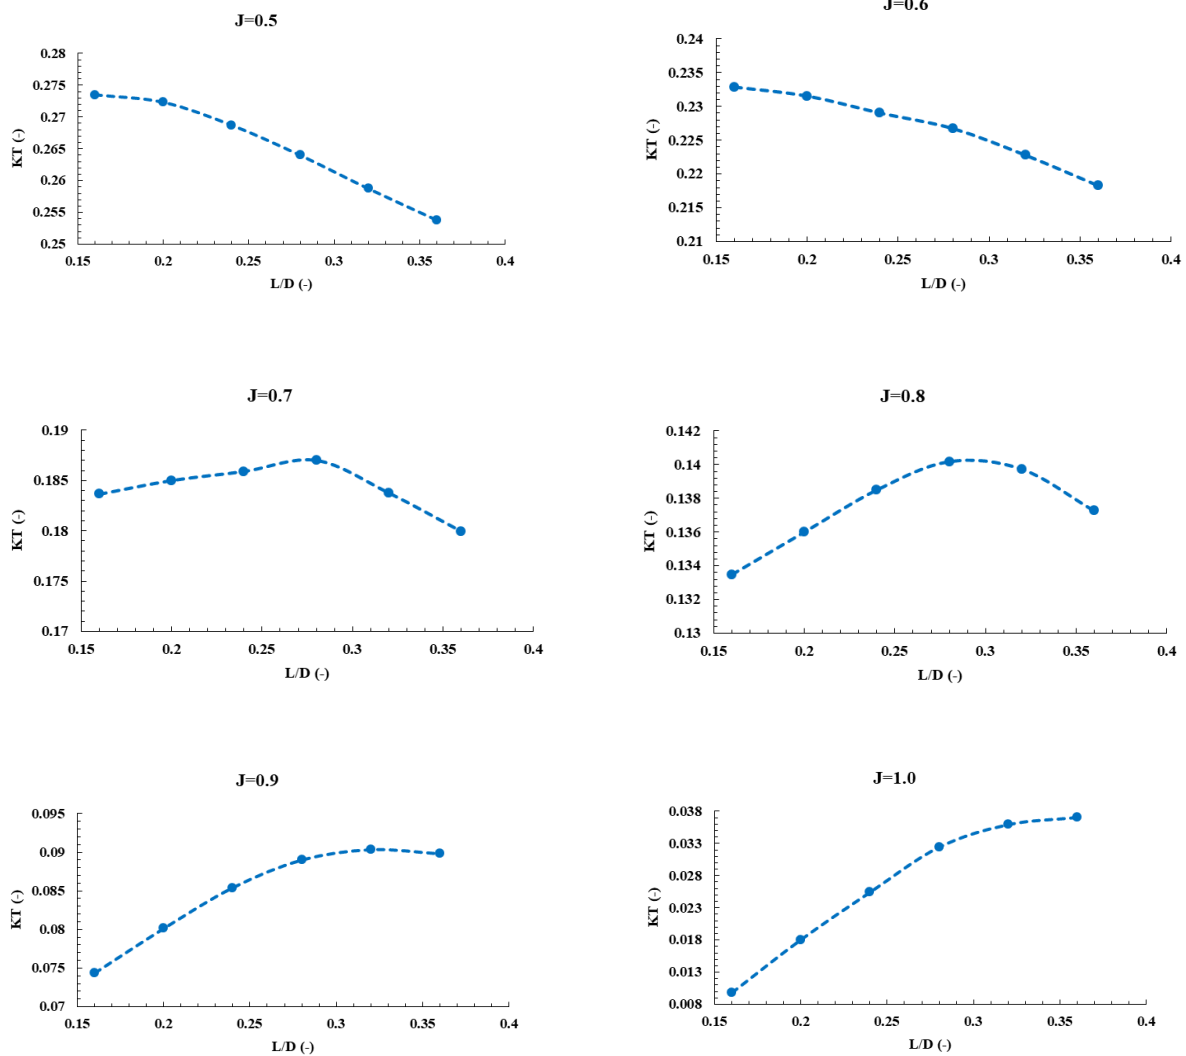 J=0.5
0.28
0.275
0.27
0.265
0.26
0.255
0.25
KT (-)
0.15 0.2 0.25 0.3 0.35 0.4
L/D (-)
J=0.6
0.24
0.235
0.23
0.225
0.22
0.215
0.21
KT (-)
0.15 0.2 0.25 0.3 0.35 0.4
L/D (-)
J=0.7
0.19
0.185
0.18
0.175
0.17
KT (-)
0.15 0.2 0.25 0.3 0.35 0.4
L/D (-)
J=0.8
0.142
0.14
0.138
0.136
0.134
0.132
0.13
KT (-)
0.15 0.2 0.25 0.3 0.35 0.4
L/D (-)
J=0.9
0.095
0.09
0.085
0.08
0.075
0.07
KT (-)
0.15 0.2 0.25 0.3 0.35 0.4
L/D (-)
J=1.0
0.038
0.033
0.028
0.023
0.018
0.013
0.008
KT (-)
0.15 0.2 0.25 0.3 0.35 0.4
L/D (-)